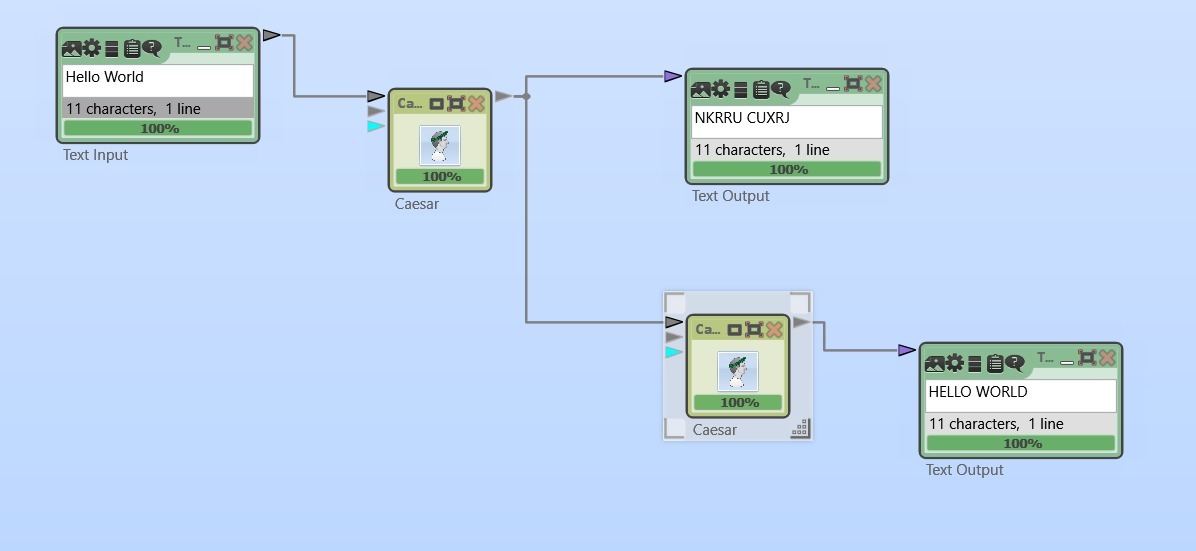 T...
Hello World
11 characters,  1 line
100%
Text Input
Ca...
100%
Caesar
T...
NKRRU CUXRJ
11 characters,  1 line
100%
Text Output
Ca...
100%
Caesar
T...
HELLO WORLD
11 characters,  1 line
100%
Text Output